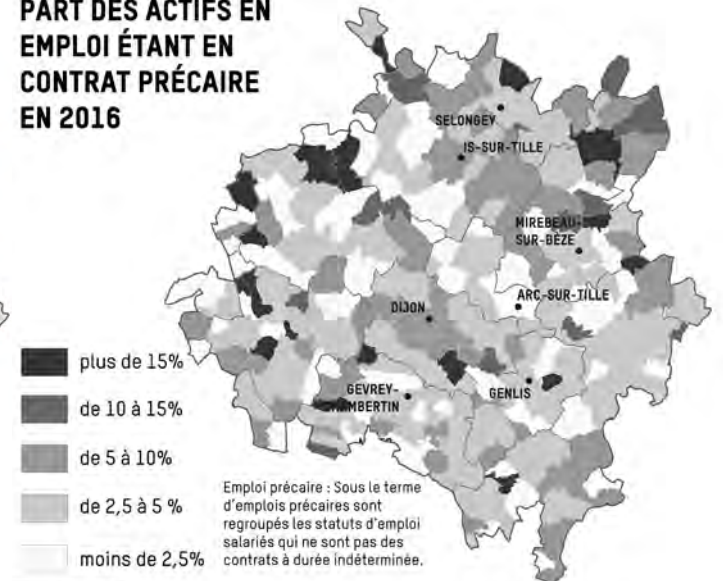 PART DES ACTIFS EN
EMPLOI ÉTANT EN
CONTRAT PRÉCAIRE
EN 2016
SELONGEY
IS-SUR-TILLE
MIREBEAU-
SUR-BÈZE
ARC-SUR-TILLE
DIJON
GEVREY-
CHAMBERTIN
GENLIS
plus de 15%
de 10 à 15%
de 5 à 10%
de 2,5 à 5 %
moins de 2,5%
Emploi précaire : Sous le terme
d'emplois précaires sont
regroupés les statuts d'emploi
salariés qui ne sont pas des
contrats à durée indéterminée.